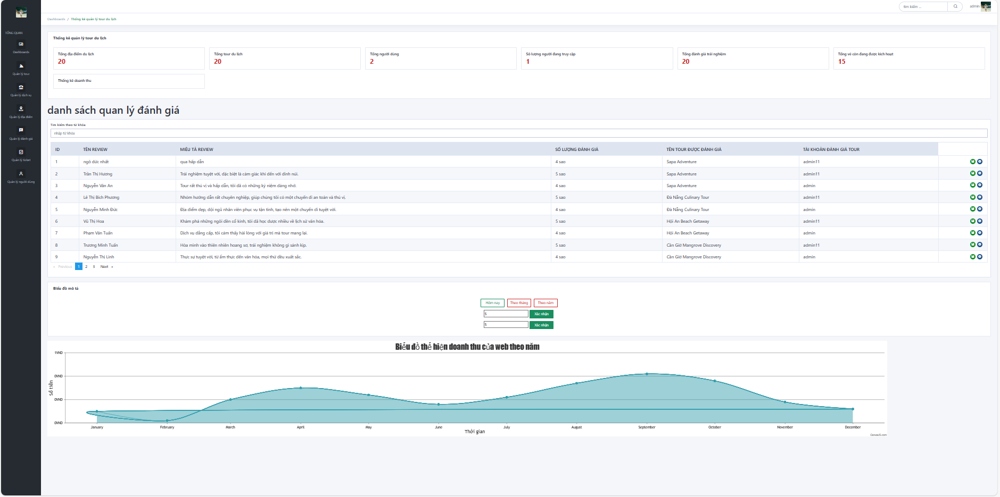 tìm kiếm ...
admin
Dashboards / Thống kê quản lý tour du lịch
TỔNG QUAN
Dashboards
Quản lý tour
Quản lý dịch vụ
Quản lý địa điểm
Quản lý đánh giá
Quản lý ticket
Quản lý người dùng
Thống kê quản lý tour du lịch
Tổng địa điểm du lịch
20
Tổng tour du lịch
20
Tổng người dùng
2
Số lượng người đang truy cập
1
Tổng đánh giá trải nghiệm
20
Tổng vé còn đang được kích hoạt
15
Thống kê doanh thu
danh sách quan lý đánh giá
Tìm kiếm theo từ khóa
nhập từ khóa
ID TÊN REVIEW MIÊU TẢ REVIEW SỐ LƯỢNG ĐÁNH GIÁ TÊN TOUR ĐƯỢC ĐÁNH GIÁ TÀI KHOẢN ĐÁNH GIÁ TOUR
1 ngô đức nhất qua hấp dẫn 4 sao Sapa Adventure admin11
2 Trần Thị Hương Trải nghiệm tuyệt vời, đặc biệt là cảm giác khi đến với đỉnh núi. 5 sao Sapa Adventure admin11
3 Nguyễn Văn An Tour rất thú vị và hấp dẫn, tôi đã có những kỷ niệm đáng nhớ. 4 sao Sapa Adventure admin
4 Lê Thị Bích Phương Nhóm hướng dẫn rất chuyên nghiệp, giúp chúng tôi có một chuyến đi an toàn và thú vị. 5 sao Đà Nẵng Culinary Tour admin11
5 Nguyễn Minh Đức Địa điểm đẹp, đội ngũ nhân viên phục vụ tận tình, tạo nên một chuyến đi tuyệt vời. 4 sao Đà Nẵng Culinary Tour admin
6 Vũ Thị Hoa Khám phá những ngôi đền cổ kính, tôi đã học được nhiều về lịch sử văn hóa. 5 sao Hội An Beach Getaway admin11
7 Phạm Văn Tuấn Dịch vụ đẳng cấp, tôi cảm thấy hài lòng với giá trị mà tour mang lại. 4 sao Hội An Beach Getaway admin
8 Trương Minh Tuấn Hòa mình vào thiên nhiên hoang sơ, trải nghiệm không gì sánh kịp. 5 sao Cần Giờ Mangrove Discovery admin11
9 Nguyễn Thị Linh Thực sự tuyệt vời, từ ẩm thực đến văn hóa, mọi thứ đều xuất sắc. 4 sao Cần Giờ Mangrove Discovery admin
« Previous 1 2 3 Next »
Biểu đồ mô tả
Hôm nay Theo tháng Theo năm
5 Xác nhận
5 Xác nhận
Biểu đồ thể hiện doanh thu của web theo năm
1VND
0VND
0VND
0VND
Số tiền
January February March April May June July August September October November December
Thời gian
CanvasJS.com